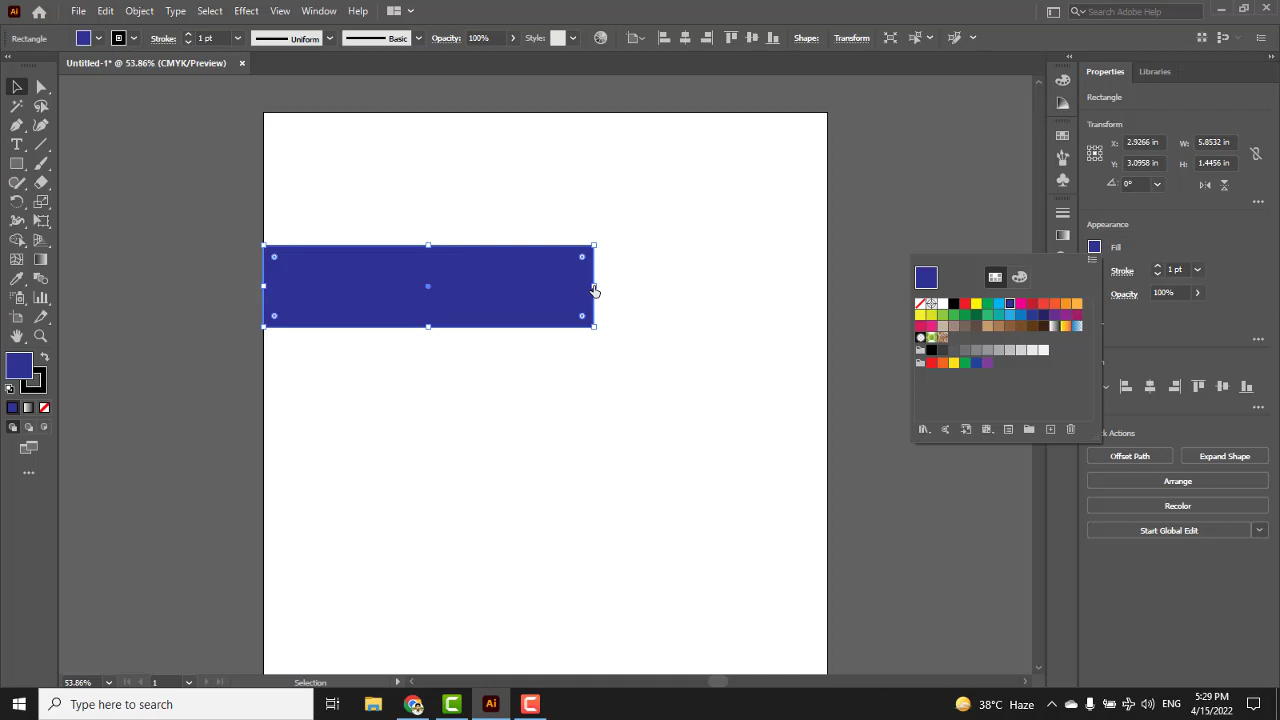 Ai File Edit Object Type Select Effect View Window Help Search Adobe Help
Rectangle Stroke: 1 pt Uniform Basic Opacity: 100% Style: Shape: Transform
Untitled-1* @ 53.86% (CMYK/Preview)
Properties Libraries
Rectangle
Transform
X: 2.9266 in W: 5.8532 in
Y: 3.0958 in H: 1.4456 in
0°
Appearance
Fill
Stroke 1 pt
Opacity 100%
Offset Path Expand Shape
Arrange
Recolor
Start Global Edit
53.86% 1 Selection
Type here to search Ai 38°C Haze ENG 5:29 PM
4/15/2022